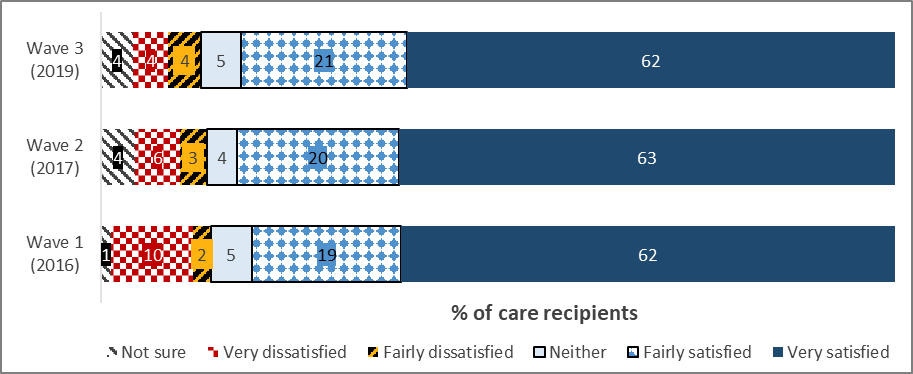 Wave 3
(2019)
4 4 4 5 21 62
Wave 2
(2017)
4 6 3 4 20 63
Wave 1
(2016)
1 10 2 5 19 62
% of care recipients
Not sure Very dissatisfied Fairly dissatisfied Neither Fairly satisfied Very satisfied